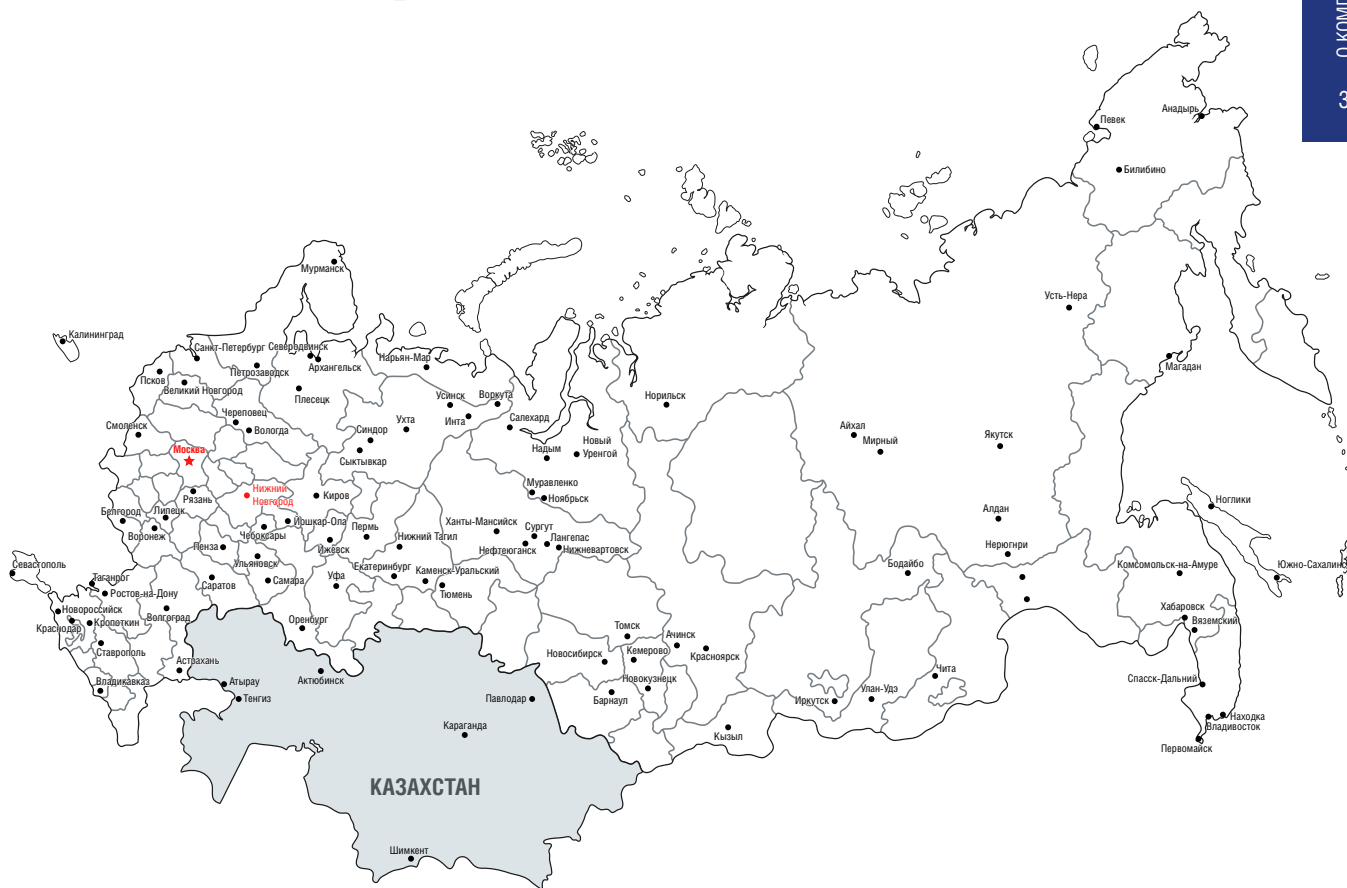 О КОМП
3
Анадырь
Певек
Билибино
Мурманск
Усть-Нера
Калининград
Санкт-Петербург
Северодвинск
Нарьян-Мар
Архангельск
Петрозаводск
Магадан
Псков
Великий Новгород
Плесецк
Усинск
Воркута
Норильск
Череповец
Инта
Салехард
Смоленск
Вологда
Синдор
Ухта
Айхал
Мирный
Якутск
Москва
Надым
Новый
Уренгой
Сыктывкар
Нижний
Новгород
Муравленко
Ноябрьск
Рязань
Киров
Ноглики
Белгород
Липецк
Йошкар-Ола
Алдан
Воронеж
Чебоксары
Пермь
Ханты-Мансийск
Сургут
Лангепас
Пенза
Ижевск
Нижний Тагил
Нефтеюганск
Нижневартовск
Нерюгнри
Севастополь
Ульяновск
Екатеринбург
Бодайбо
Комсомольск-на-Амуре
Южно-Сахалинс
Таганрог
Саратов
Самара
Уфа
Каменск-Уральский
Тюмень
Ростов-на-Дону
Новороссийск
Волгоград
Хабаровск
Краснодар
Кропоткин
Оренбург
Томск
Вяземский
Ставрополь
Ачинск
Новосибирск
Кемерово
Красноярск
Астрахань
Актюбинск
Чита
Спасск-Дальний
Владикавказ
Атырау
Новокузнецк
Улан-Удэ
Тенгиз
Павлодар
Барнаул
Иркутск
Находка
Караганда
Кызыл
Владивосток
Первомайск
КАЗАХСТАН
Шимкент